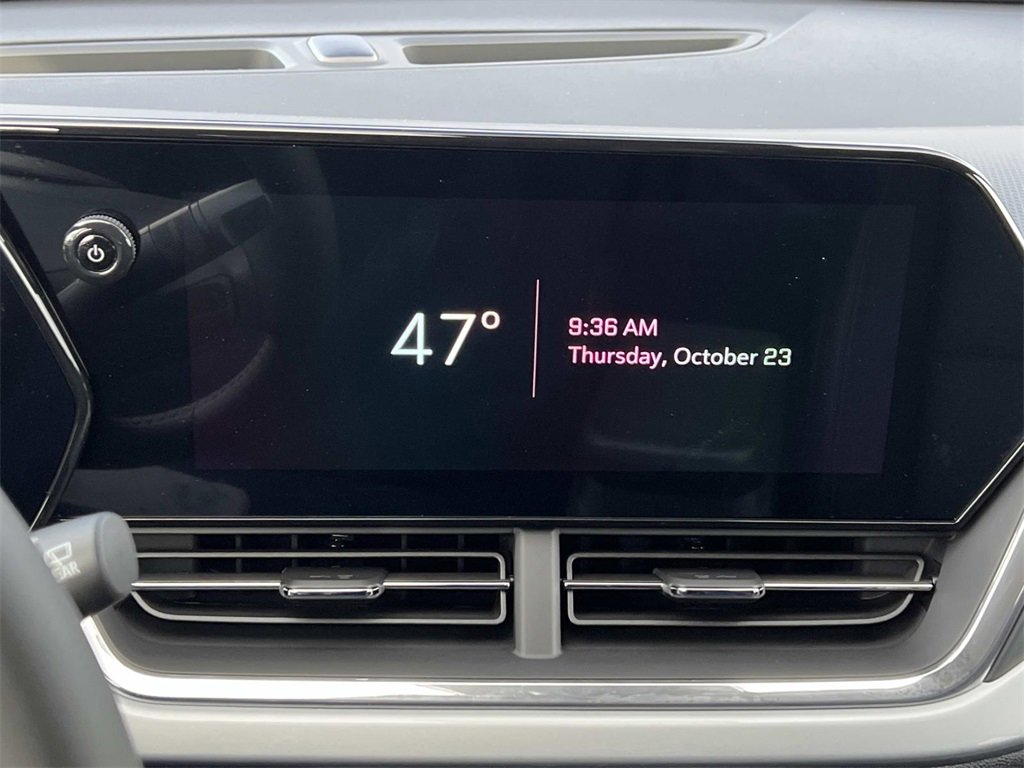 47°
9:36 AM
Thursday, October 23